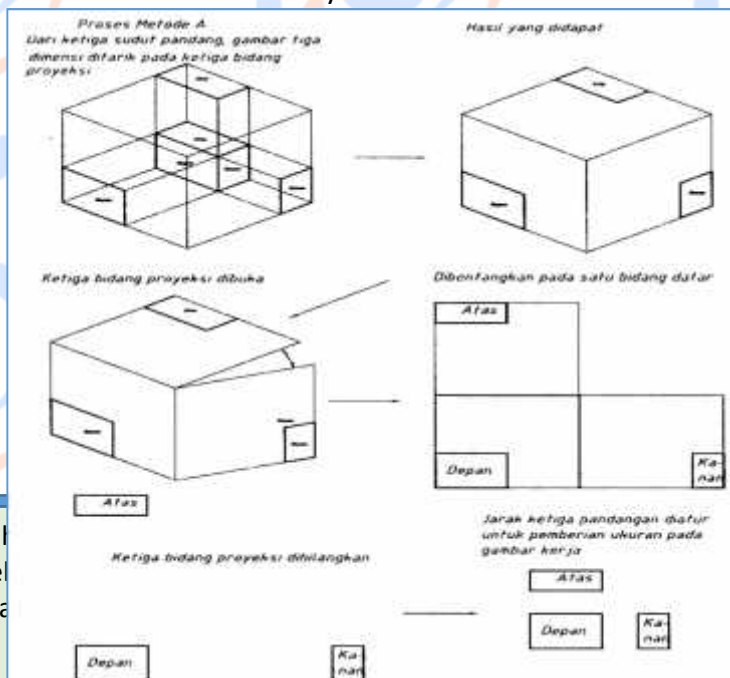 Proses Metode A
Dari ketiga sudut pandang, gambar tiga
dimensi ditarik pada ketiga bidang
proyeksi
Hasil yang didapat
Ketiga bidang proyeksi dibuka
Dibentangkan pada satu bidang datar
Atas
Depan
Ka-
nan
Atas
Ketiga bidang proyeksi dihilangkan
Depan
Ka-
nan
Jarak ketiga pandangan diatur
untuk pemberian ukuran pada
gambar kerja
Atas
Depan
Ka-
nan